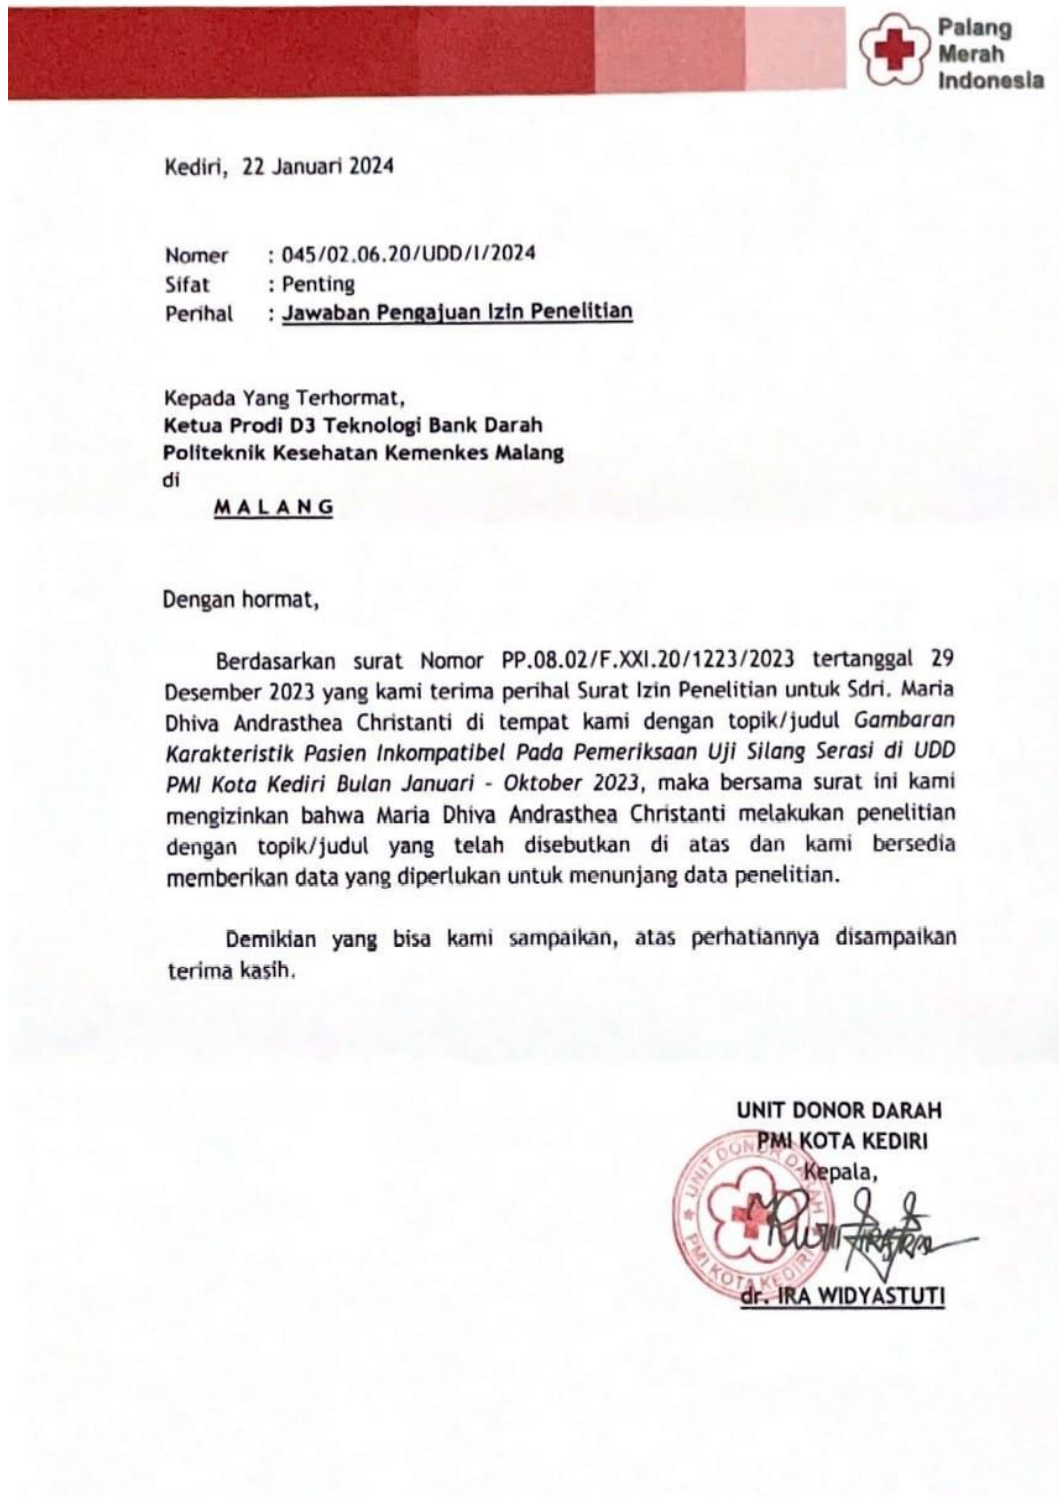 Palang
Merah
Indonesia
Kediri, 22 Januari 2024
Nomer : 045/02.06.20/UDD/I/2024
Sifat : Penting
Perihal : Jawaban Pengajuan Izin Penelitian
Kepada Yang Terhormat,
Ketua Prodi D3 Teknologi Bank Darah
Politeknik Kesehatan Kemenkes Malang
di
M A L A N G
Dengan hormat,
Berdasarkan surat Nomor PP.08.02/F.XXI.20/1223/2023 tertanggal 29
Desember 2023 yang kami terima perihal Surat Izin Penelitian untuk Sdri. Maria
Dhiva Andrasthea Christanti di tempat kami dengan topik/judul Gambaran
Karakteristik Pasien Inkompatibel Pada Pemeriksaan Uji Silang Serasi di UDD
PMI Kota Kediri Bulan Januari - Oktober 2023, maka bersama surat ini kami
mengizinkan bahwa Maria Dhiva Andrasthea Christanti melakukan penelitian
dengan topik/judul yang telah disebutkan di atas dan kami bersedia
memberikan data yang diperlukan untuk menunjang data penelitian.
Demikian yang bisa kami sampaikan, atas perhatiannya disampaikan
terima kasih.
UNIT DONOR DARAH
PMI KOTA KEDIRI
Kepala,
UNIT DONOR DARAH
PMI KOTA KEDIRI
dr. IRA WIDYASTUTI